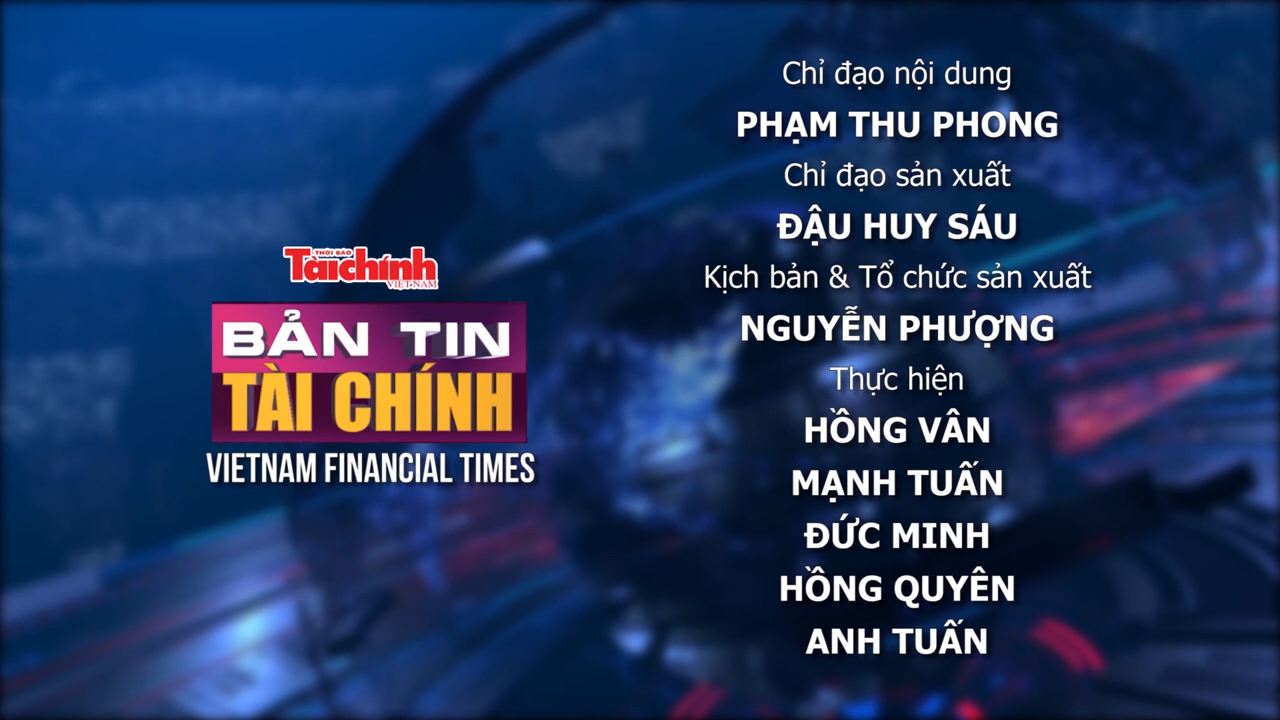 THỜI BÁO
Tàichính
VIỆT NAM
BẢN TIN
TÀI CHÍNH
VIETNAM FINANCIAL TIMES
Chỉ đạo nội dung
PHẠM THU PHONG
Chỉ đạo sản xuất
ĐẬU HUY SÁU
Kịch bản & Tổ chức sản xuất
NGUYỄN PHƯỢNG
Thực hiện
HỒNG VÂN
MẠNH TUẤN
ĐỨC MINH
HỒNG QUYÊN
ANH TUẤN